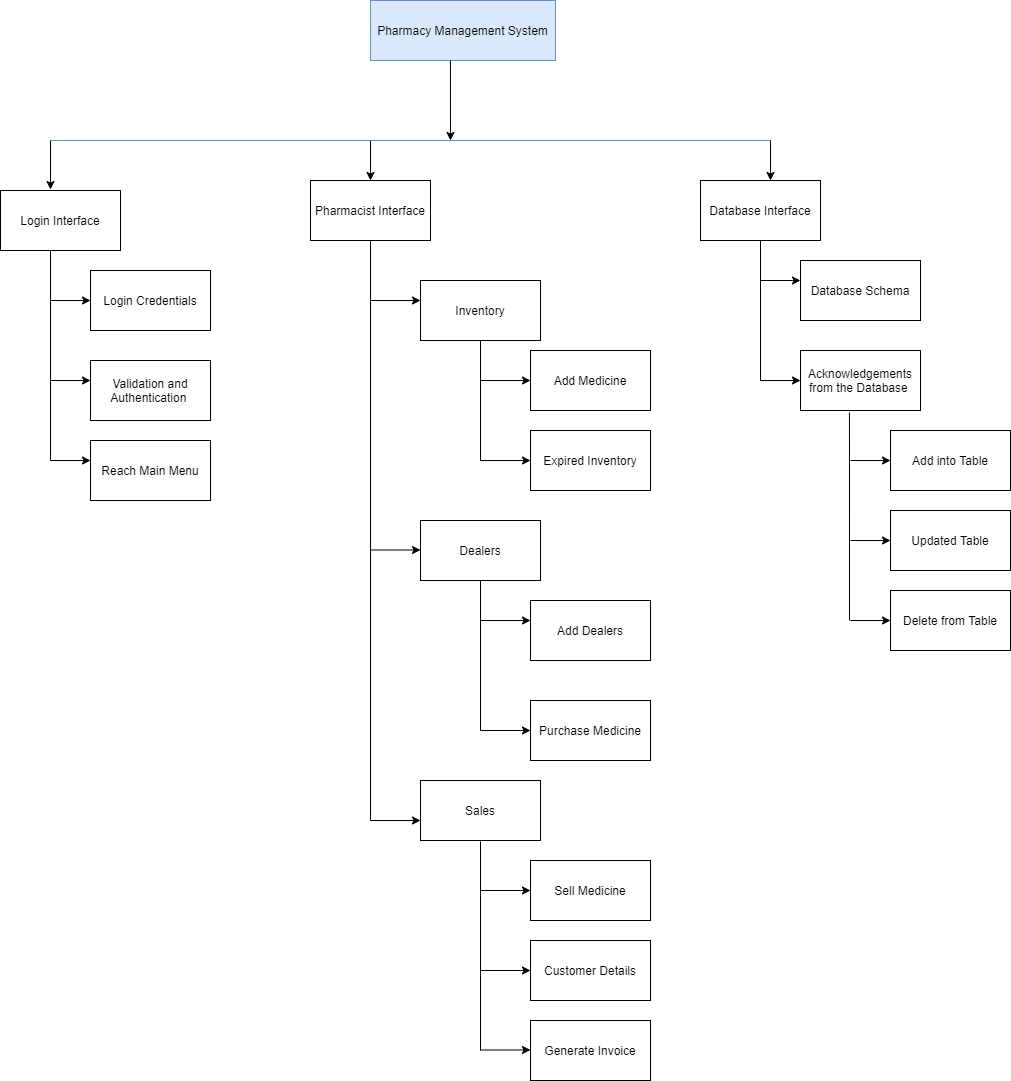 Pharmacy Management System
Login Interface
Pharmacist Interface
Database Interface
Login Credentials
Validation and
Authentication
Reach Main Menu
Inventory
Add Medicine
Expired Inventory
Dealers
Add Dealers
Purchase Medicine
Sales
Sell Medicine
Customer Details
Generate Invoice
Database Schema
Acknowledgements
from the Database
Add into Table
Updated Table
Delete from Table